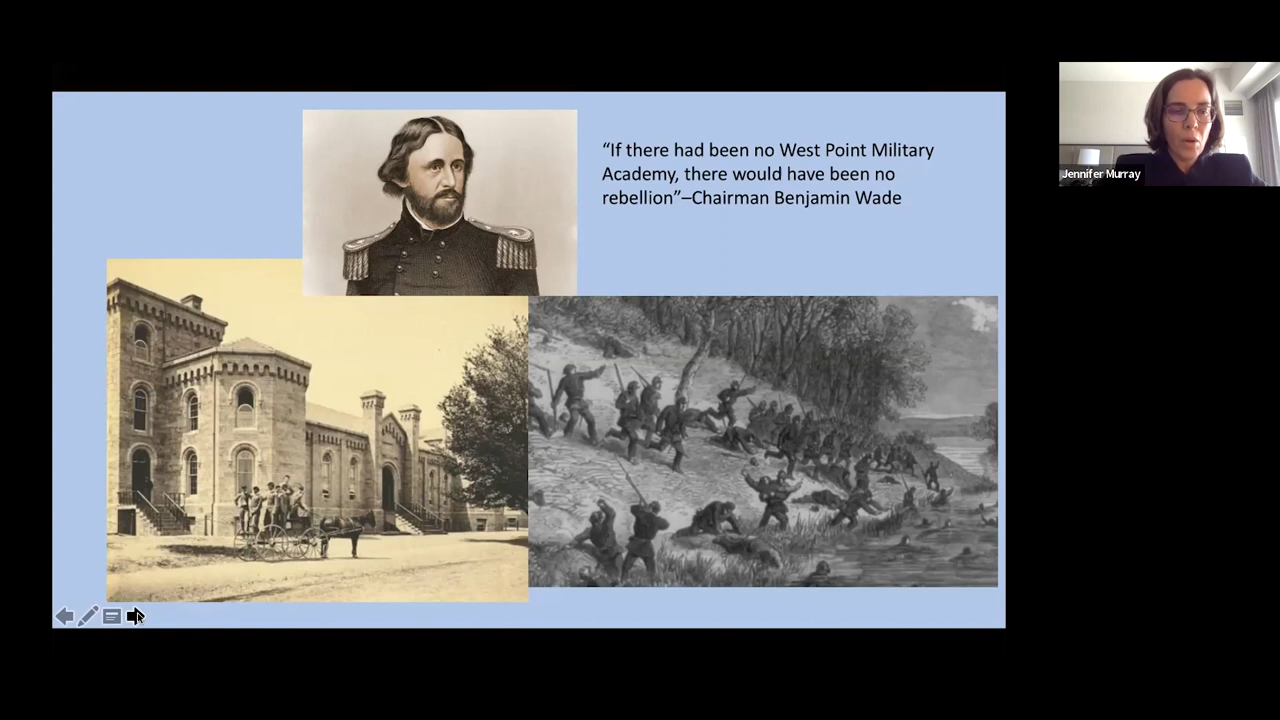 “If there had been no West Point Military
Academy, there would have been no
rebellion”–Chairman Benjamin Wade
Jennifer Murray